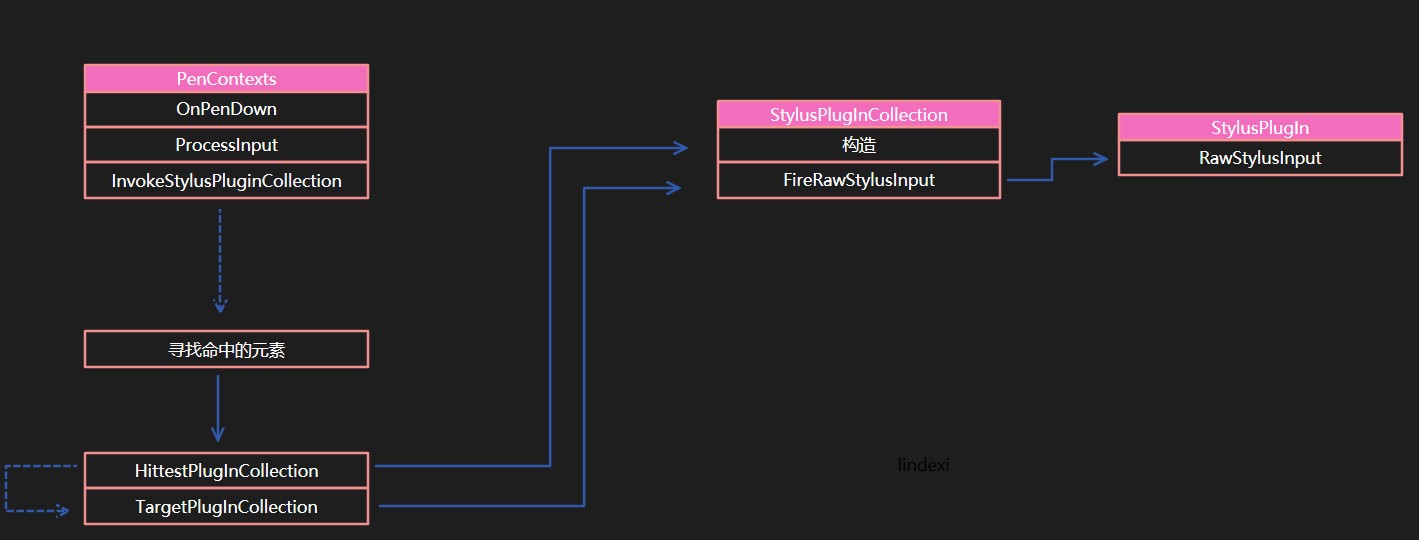 PenContexts
OnPenDown
ProcessInput
InvokeStylusPluginCollection
寻找命中的元素
HittestPlugInCollection
TargetPlugInCollection
StylusPlugInCollection
构造
FireRawStylusInput
StylusPlugIn
RawStylusInput
lindexi